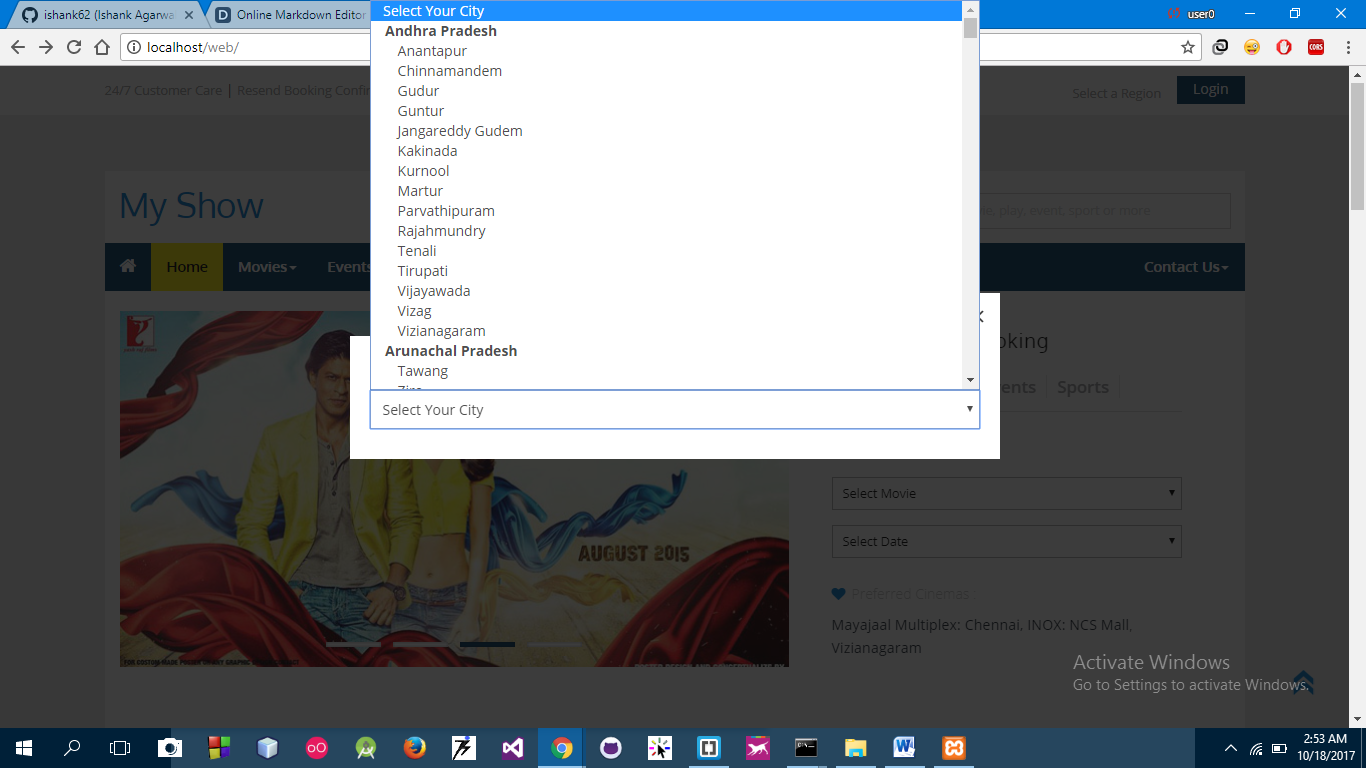 ishank62 (Ishank Agarwa
Online Markdown Editor
user0
localhost/web/
24/7 Customer Care | Resend Booking Confir
Select a Region
Login
My Show
play, event, sport or more
Home
Movies
Events
Contact Us
Select Your City
Andhra Pradesh
Anantapur
Chinnamandem
Gudur
Guntur
Jangareddy Gudem
Kakinada
Kurnool
Martur
Parvathipuram
Rajahmundry
Tenali
Tirupati
Vijayawada
Vizag
Vizianagaram
Arunachal Pradesh
Tawang
Select Your City
oking
ents
Sports
Select Movie
Select Date
Preferred Cinemas
Mayajaal Multiplex: Chennai, INOX: NCS Mall,
Vizianagaram
AUGUST 2015
Activate Windows
Go to Settings to activate Windows.
2:53 AM
10/18/2017